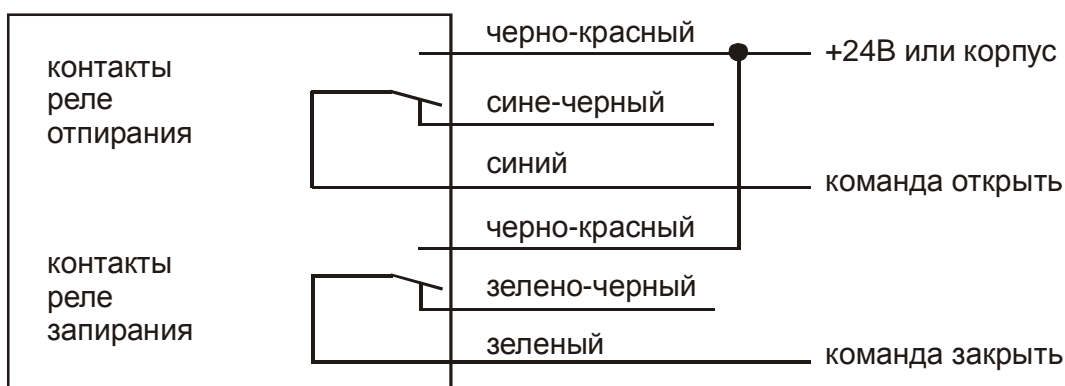 черно-красный
+24В или корпус
контакты
реле
отпирания
сине-черный
синий
команда открыть
черно-красный
контакты
реле
запирания
зелено-черный
зеленый
команда закрыть